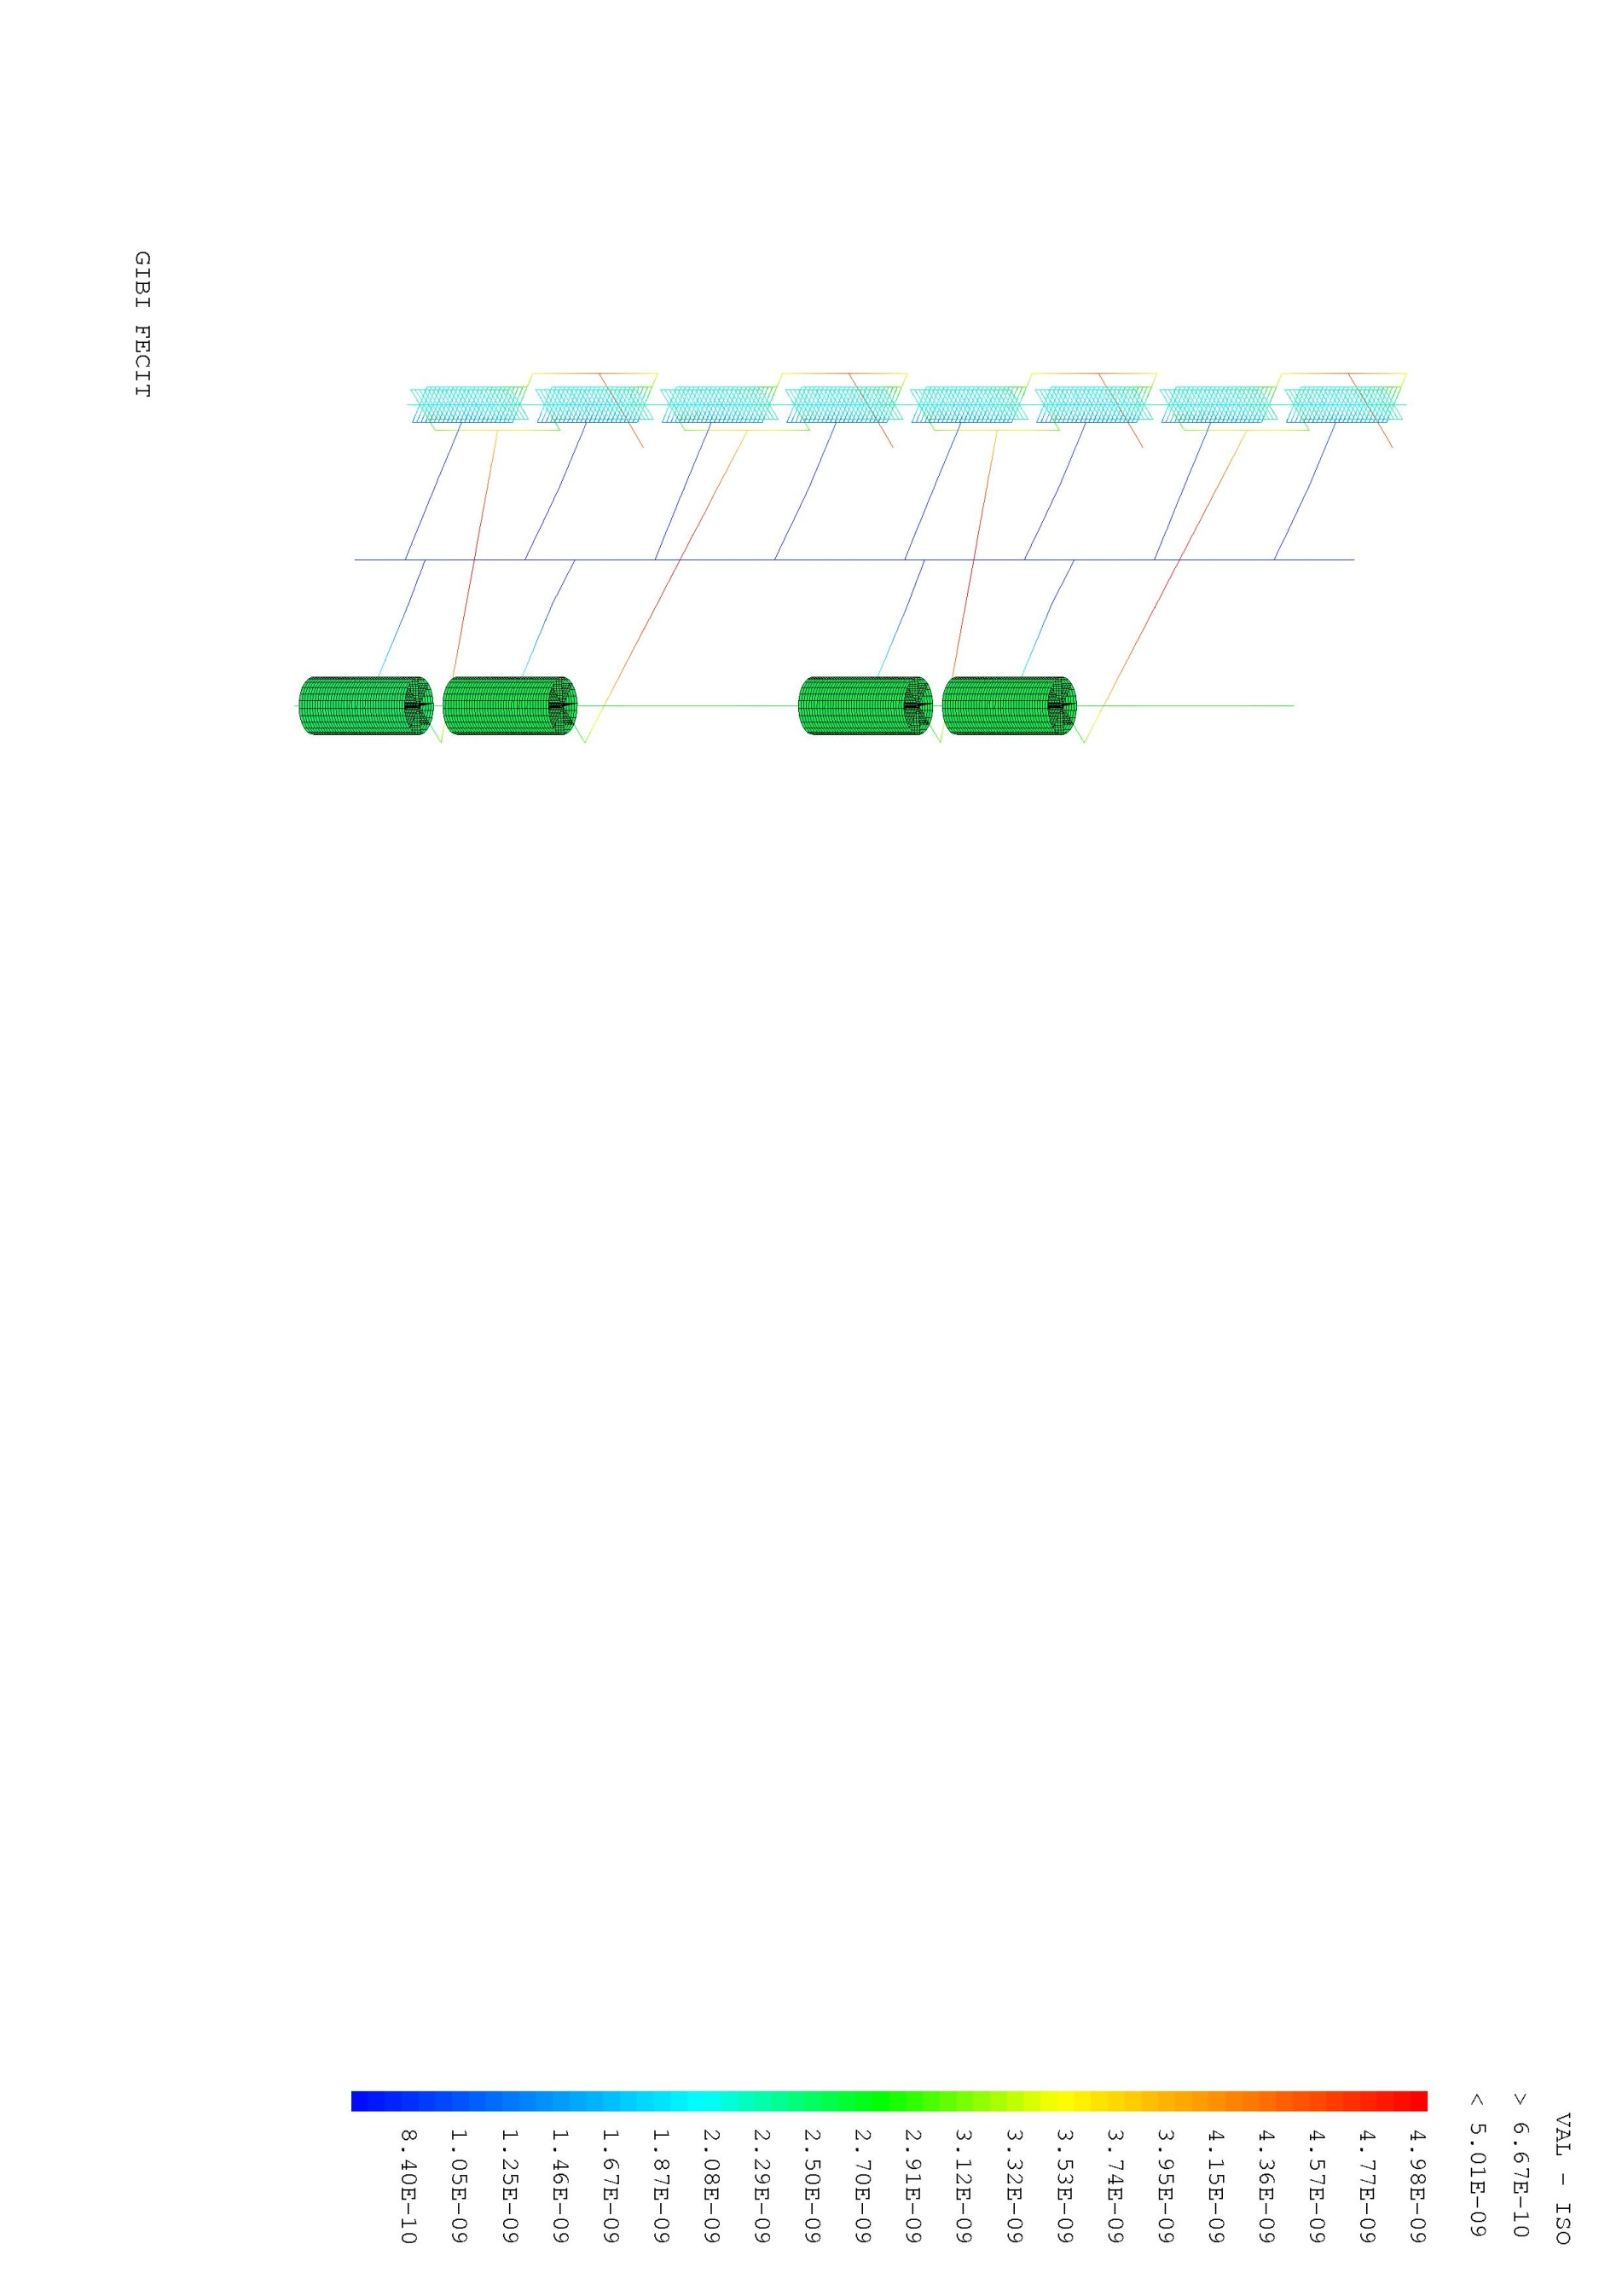 VAL - ISO
> 6.67E-10
< 5.01E-09
4.98E-09
4.77E-09
4.57E-09
4.36E-09
4.15E-09
3.95E-09
3.74E-09
3.53E-09
3.32E-09
3.12E-09
2.91E-09
2.70E-09
2.50E-09
2.29E-09
2.08E-09
1.87E-09
1.67E-09
1.46E-09
1.25E-09
1.05E-09
8.40E-10
GIBI FECIT